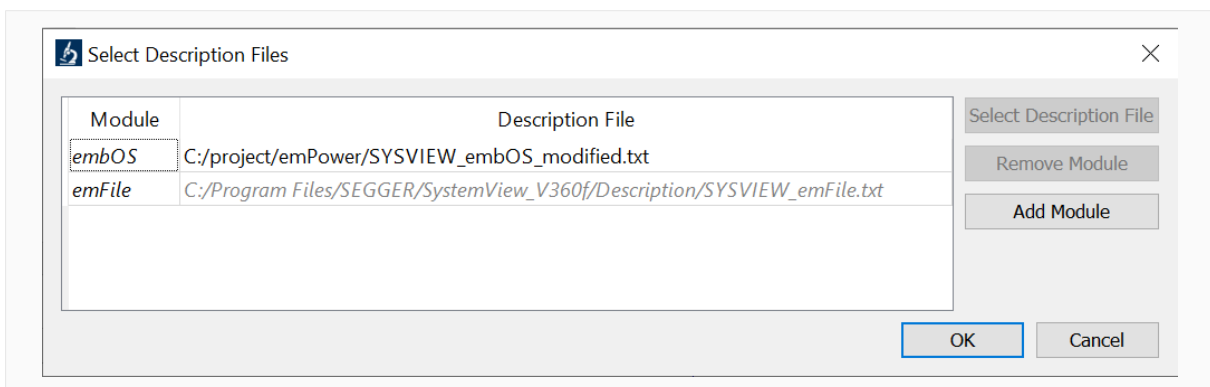 Select Description Files
Module Description File Select Description File
embOS C:/project/emPower/SYSVIEW_embOS_modified.txt Remove Module
emFile C:/Program Files/SEGGER/SystemView_V360f/Description/SYSVIEW_emFile.txt
Add Module
OK Cancel